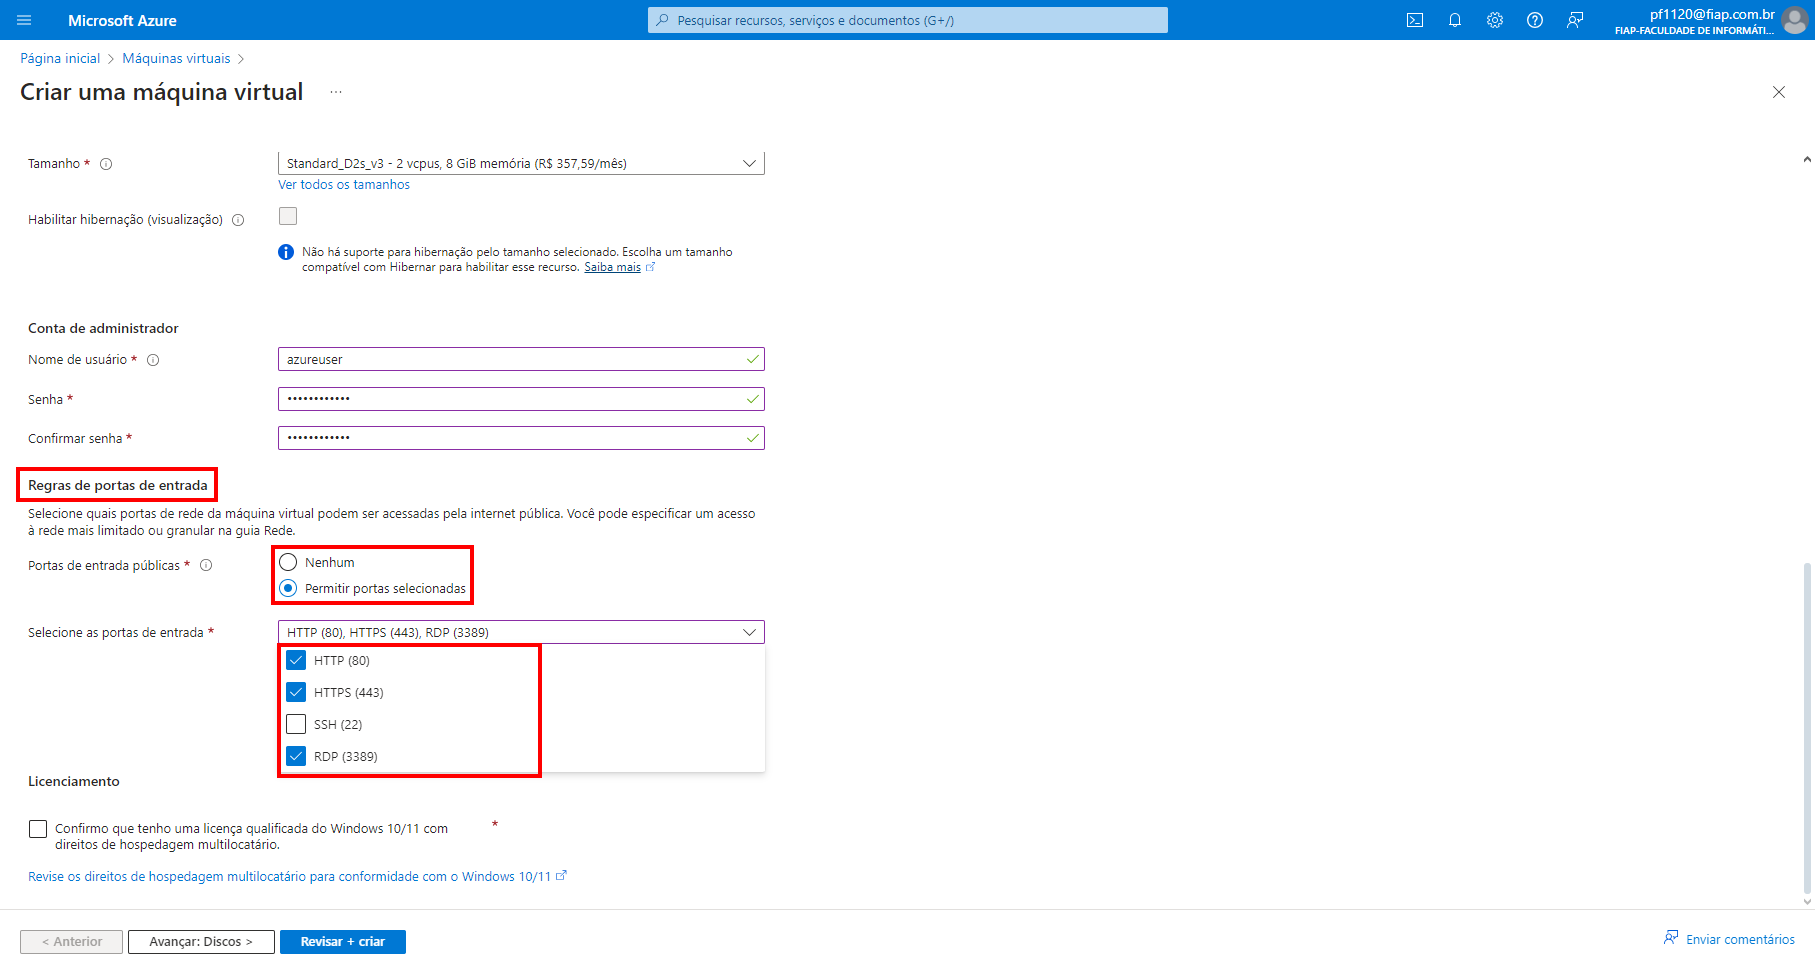 Microsoft Azure
Pesquisar recursos, serviços e documentos (G+/)
pf1120@fiap.com.br
FIAP-FACULDADE DE INFORMÁTI...
Página inicial > Máquinas virtuais >
Criar uma máquina virtual ...
Tamanho *
Standard_D2s_v3 - 2 vcpus, 8 GiB memória (R$ 357,59/mês)
Ver todos os tamanhos
Habilitar hibernação (visualização)
Não há suporte para hibernação pelo tamanho selecionado. Escolha um tamanho
compatível com Hibernar para habilitar esse recurso. Saiba mais
Conta de administrador
Nome de usuário *
azureuser
Senha *
••••••••••••
Confirmar senha *
••••••••••••
Regras de portas de entrada
Selecione quais portas de rede da máquina virtual podem ser acessadas pela internet pública. Você pode especificar um acesso
à rede mais limitado ou granular na guia Rede.
Portas de entrada públicas *
Nenhum
Permitir portas selecionadas
Selecione as portas de entrada *
HTTP (80), HTTPS (443), RDP (3389)
HTTP (80)
HTTPS (443)
SSH (22)
RDP (3389)
Licenciamento
Confirmo que tenho uma licença qualificada do Windows 10/11 com *
direitos de hospedagem multilocatário.
Revise os direitos de hospedagem multilocatário para conformidade com o Windows 10/11
< Anterior
Avançar: Discos >
Revisar + criar
Enviar comentários